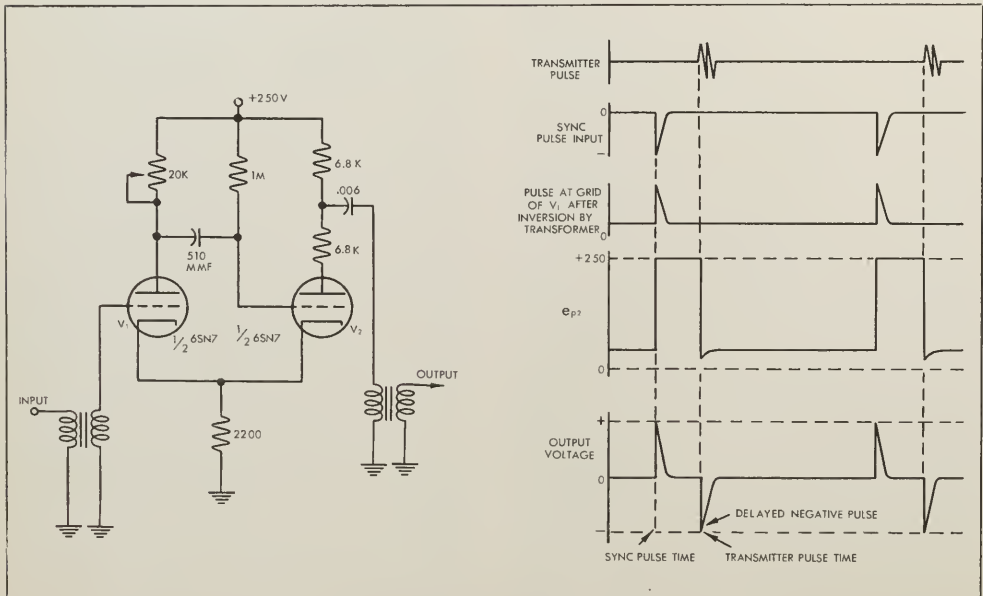 +250 V
20K
1M
6.8 K
.006
6.8 K
510
MMF
V₁
1/2 6SN7
1/2 6SN7
V₂
INPUT
OUTPUT
2200
TRANSMITTER
PULSE
0
SYNC
PULSE INPUT
−
PULSE AT GRID
OF V₁ AFTER
INVERSION BY
TRANSFORMER
0
+250
eₚ₂
0
+
OUTPUT
VOLTAGE
0
−
DELAYED NEGATIVE PULSE
SYNC PULSE TIME
TRANSMITTER PULSE TIME